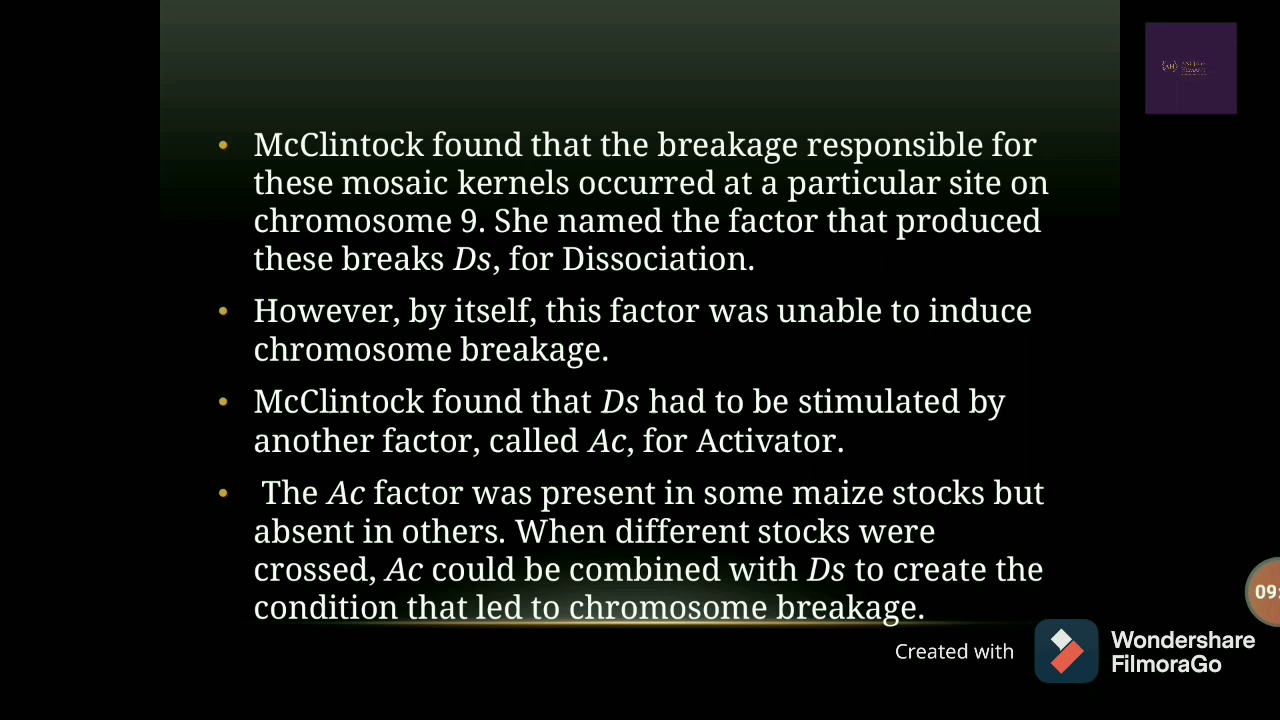 McClintock found that the breakage responsible for
these mosaic kernels occurred at a particular site on
chromosome 9. She named the factor that produced
these breaks Ds, for Dissociation.
However, by itself, this factor was unable to induce
chromosome breakage.
McClintock found that Ds had to be stimulated by
another factor, called Ac, for Activator.
The Ac factor was present in some maize stocks but
absent in others. When different stocks were
crossed, Ac could be combined with Ds to create the
condition that led to chromosome breakage.
09:
Created with
Wondershare
FilmoraGo